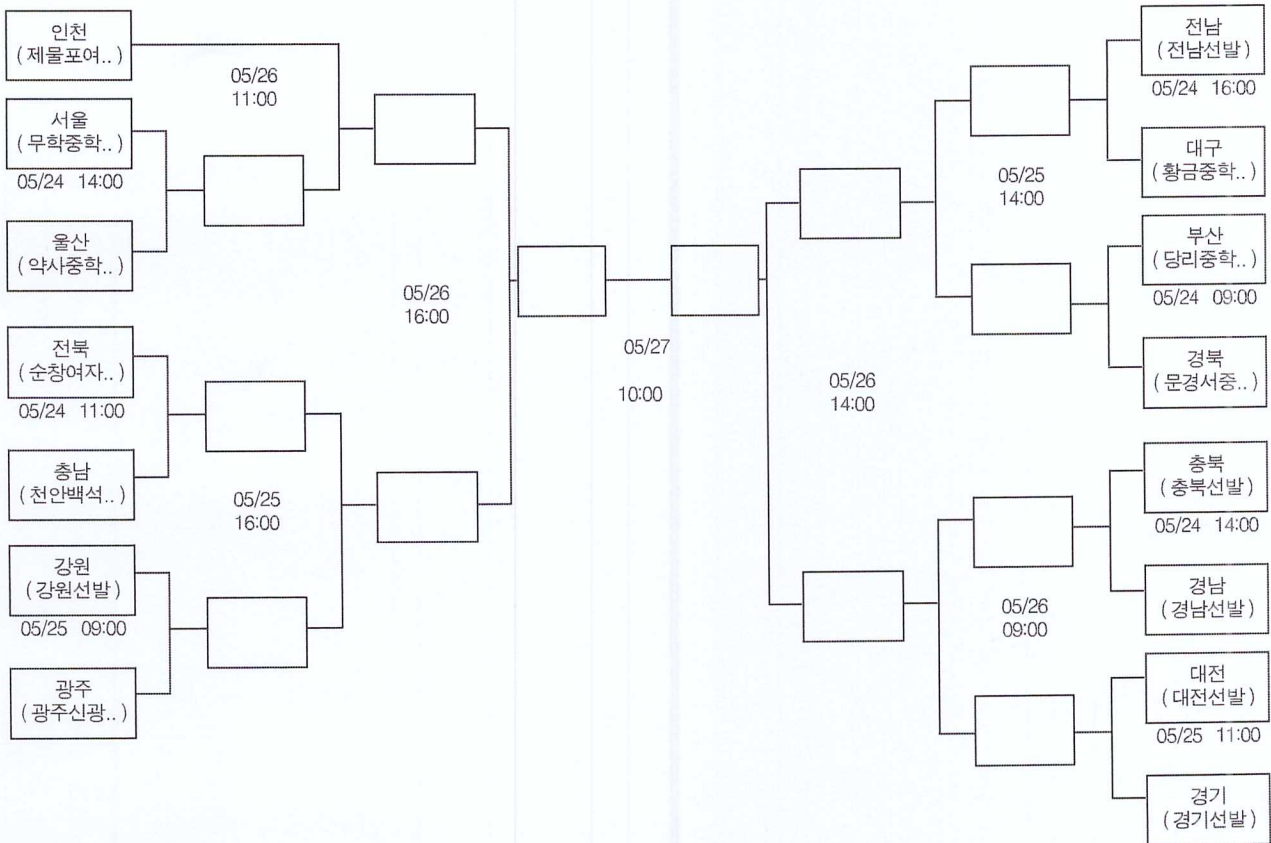 인천
(제물포여..)
05/26
11:00
서울
(무학중학..)
05/24 14:00
울산
(약사중학..)
05/26
16:00
전북
(순창여자..)
05/24 11:00
충남
(천안백석..)
05/25
16:00
강원
(강원선발)
05/25 09:00
광주
(광주신광..)
05/27
10:00
전남
(전남선발)
05/24 16:00
대구
(황금중학..)
05/25
14:00
부산
(당리중학..)
05/24 09:00
경북
(문경서중..)
05/26
14:00
충북
(충북선발)
05/24 14:00
경남
(경남선발)
05/26
09:00
대전
(대전선발)
05/25 11:00
경기
(경기선발)